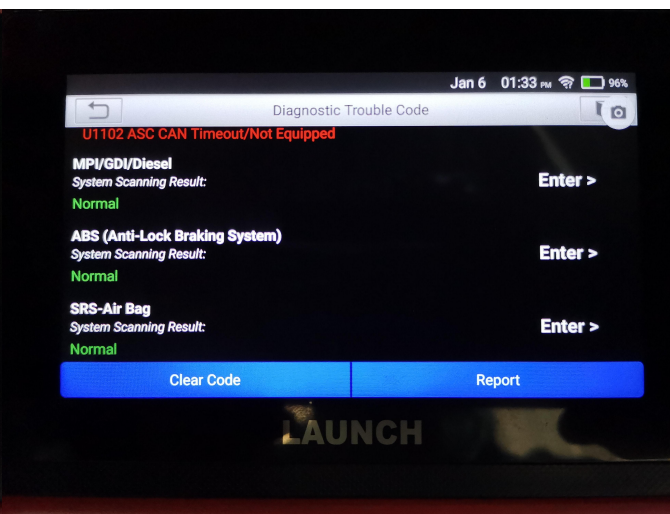 Jan 6 01:33 PM 96%
Diagnostic Trouble Code
U1102 ASC CAN Timeout/Not Equipped
MPI/GDI/Diesel
System Scanning Result:
Enter >
Normal
ABS (Anti-Lock Braking System)
System Scanning Result:
Enter >
Normal
SRS-Air Bag
System Scanning Result:
Enter >
Normal
Clear Code
Report
LAUNCH